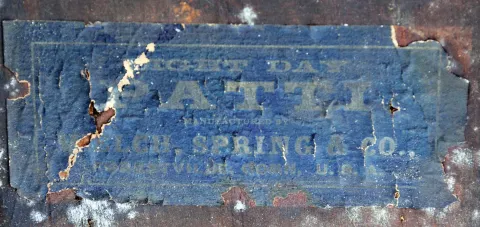 EIGHT DAY
PATTI
MANUFACTURED BY
WELCH, SPRING & CO.,
FORESTVILLE, CONN., U.S.A.